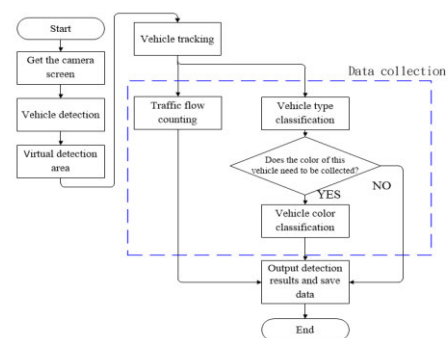 Start
Get the camera
screen
Vehicle detection
Virtual detection
area
Vehicle tracking
Data collection
Traffic flow
counting
Vehicle type
classification
Does the color of this
vehicle need to be collected?
YES
NO
Vehicle color
classification
Output detection
results and save
data
End